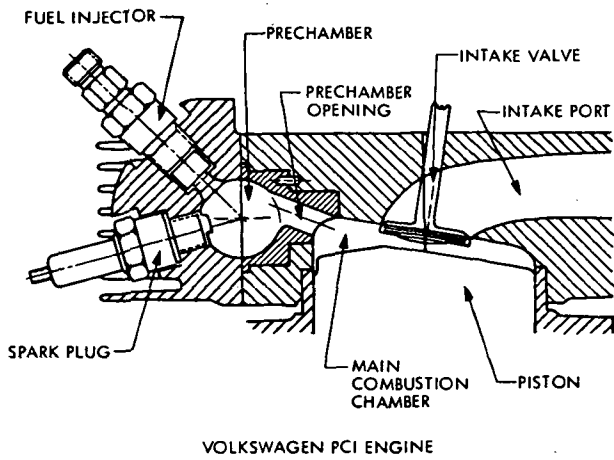 FUEL INJECTOR
PRECHAMBER
INTAKE VALVE
PRECHAMBER
OPENING
INTAKE PORT
SPARK PLUG
MAIN
COMBUSTION
CHAMBER
PISTON
VOLKSWAGEN PCI ENGINE